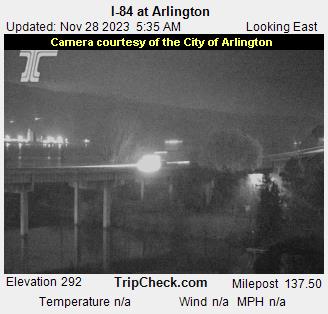 I-84 at Arlington
Updated: Nov 28 2023 5:35 AM Looking East
Camera courtesy of the City of Arlington
Elevation 292 TripCheck.com Milepost 137.50
Temperature n/a Wind n/a MPH n/a